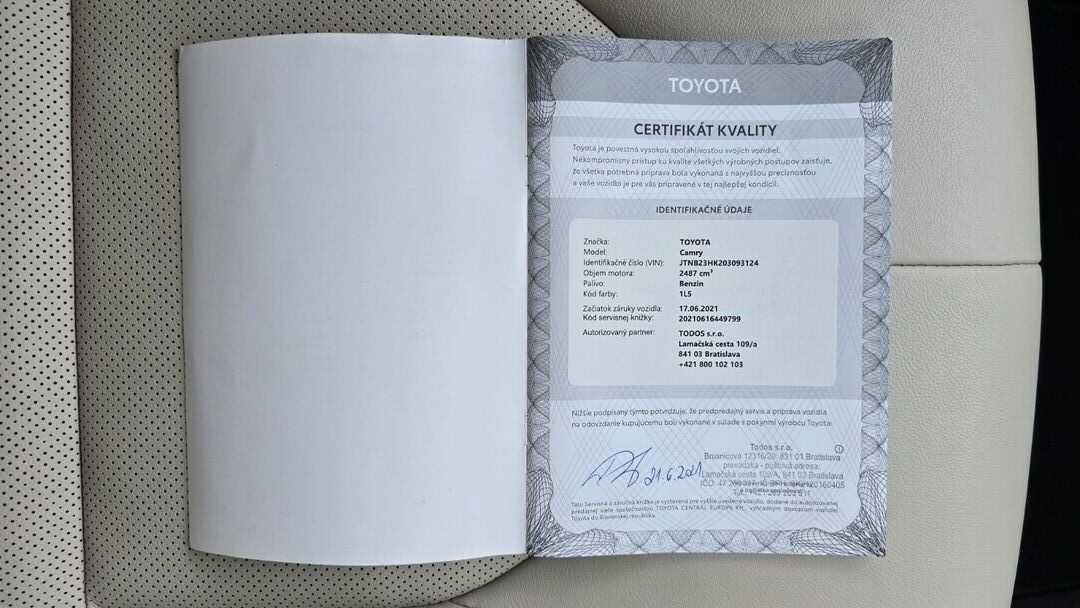 TOYOTA
CERTIFIKÁT KVALITY
Toyota je povestná vysokou spoľahlivosťou svojich vozidiel.
Nekompromisný prístup ku kvalite všetkých výrobných postupov zaisťuje,
že všetka potrebná príprava bola vykonaná s najvyššou precíznosťou
a vaše vozidlo je pre vás pripravené v tej najlepšej kondícii.
IDENTIFIKAČNÉ ÚDAJE
Značka: TOYOTA
Model: Camry
Identifikačné číslo (VIN): JTNB23HK203093124
Objem motora: 2487 cm³
Palivo: Benzín
Kód farby: 1L5
Začiatok záruky vozidla: 17.06.2021
Kód servisnej knižky: 20210616449799
Autorizovaný partner: TODOS s.r.o.
Lamačská cesta 109/a
841 03 Bratislava
+421 800 102 103
Nižšie podpísaný týmto potvrdzuje, že predpredajný servis a príprava vozidla
na odovzdanie kupujúcemu boli vykonané v súlade s pokynmi výrobcu Toyota:
Todos s.r.o.
Brusnicová 12316/20, 831 01 Bratislava
prevádzka - poštová adresa:
Lamačská cesta 109/A, 841 03 Bratislava
21.6.2021
IČO: 47
Táto Servisná a záručná knižka je vystavená pre vyššie uvedené vozidlo, dodané do autorizovanej
predajnej siete spoločnosťou TOYOTA CENTRAL EUROPE Kft., výhradným dovozcom vozidiel
Toyota do Slovenskej republiky.